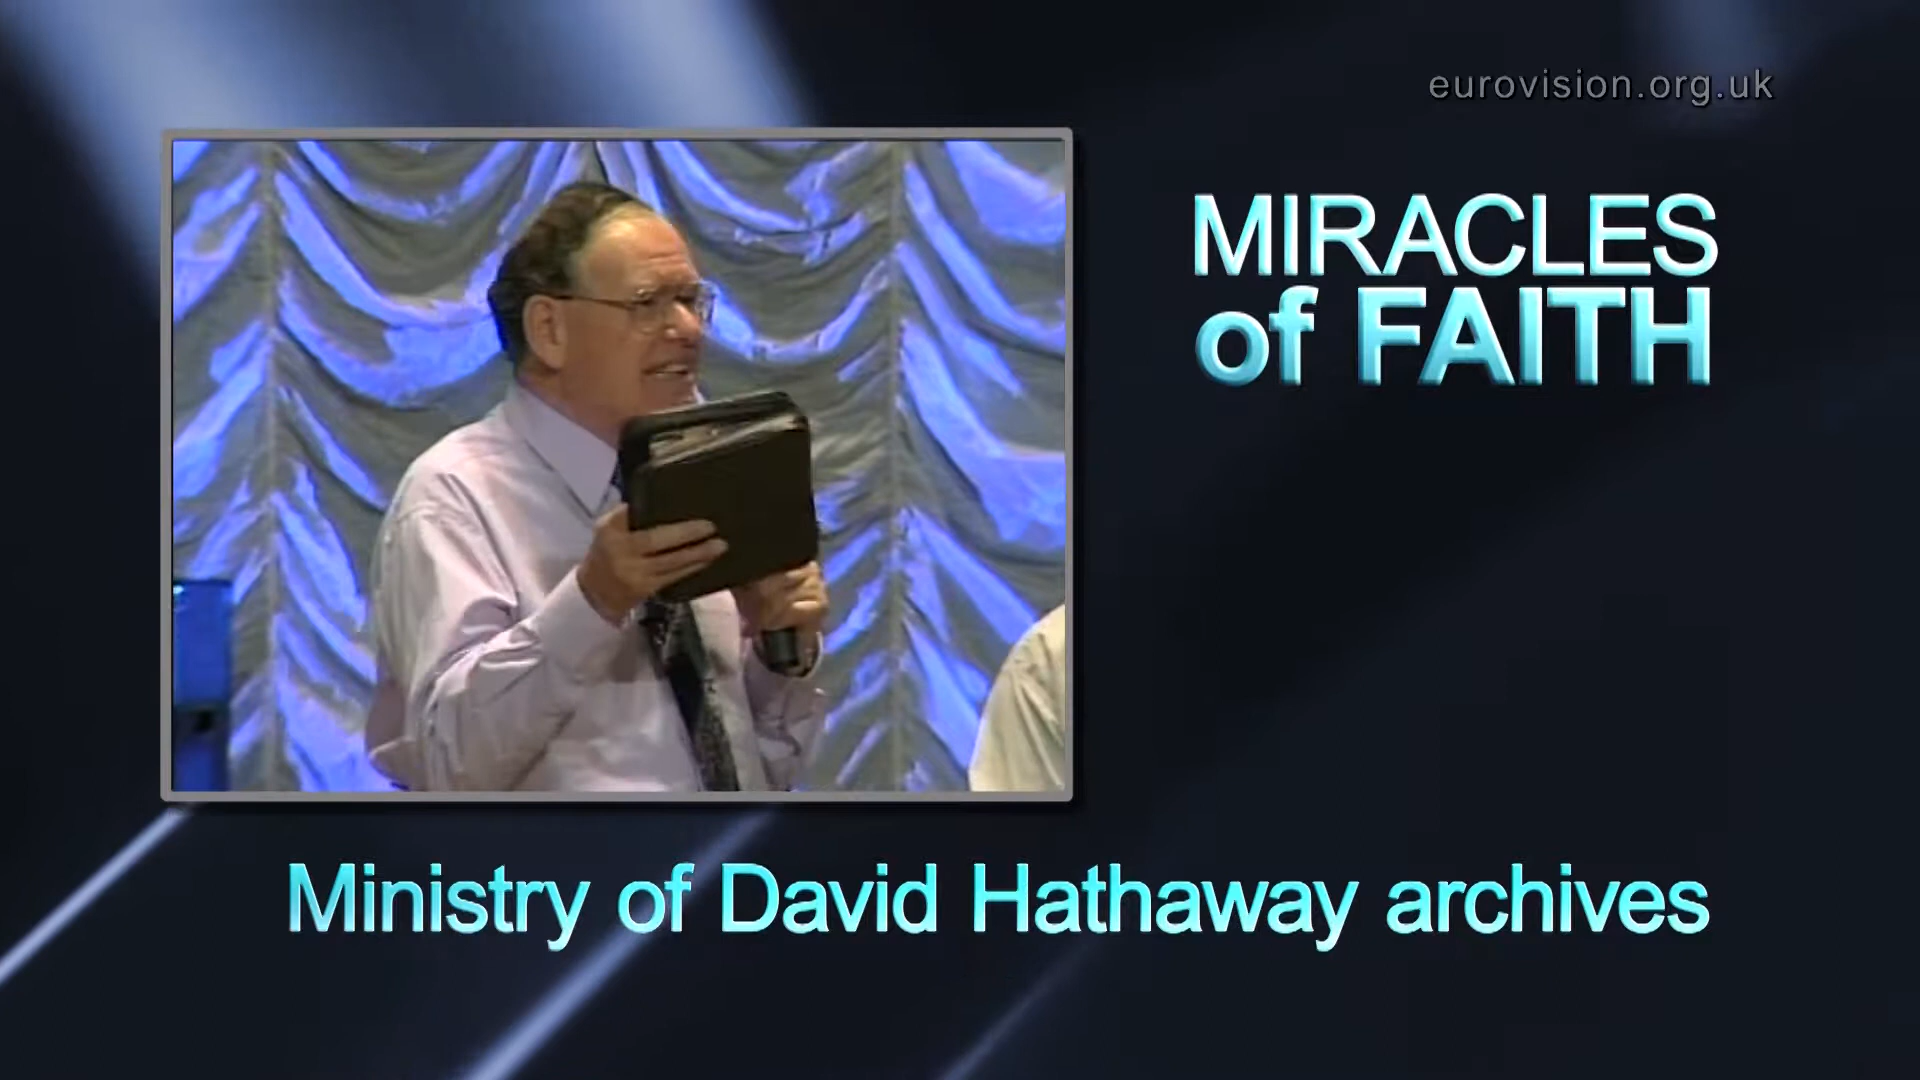 eurovision.org.uk
MIRACLES
of FAITH
Ministry of David Hathaway archives